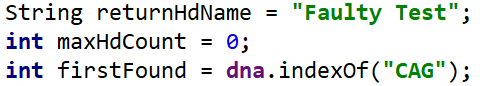 String returnHdName = "Faulty Test";
int maxHdCount = 0;
int firstFound = dna.indexOf("CAG");